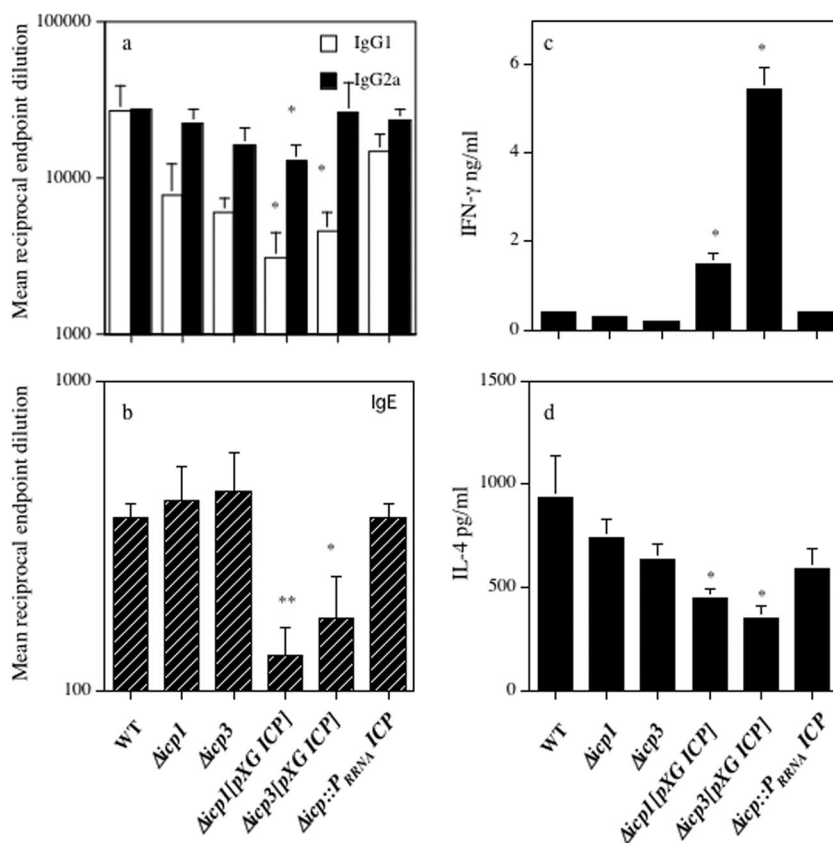 a
IgG1
IgG2a
Mean reciprocal endpoint dilution
100000
10000
1000
*
*
*
b
IgE
Mean reciprocal endpoint dilution
1000
100
**
*
WT
Δicp1
Δicp3
Δicp1[pXG ICP]
Δicp3[pXG ICP]
Δicp::P RRNA ICP
c
IFN-γ ng/ml
6
4
2
0
*
*
d
IL-4 pg/ml
1500
1000
500
0
*
*
WT
Δicp1
Δicp3
Δicp1[pXG ICP]
Δicp3[pXG ICP]
Δicp::P RRNA ICP